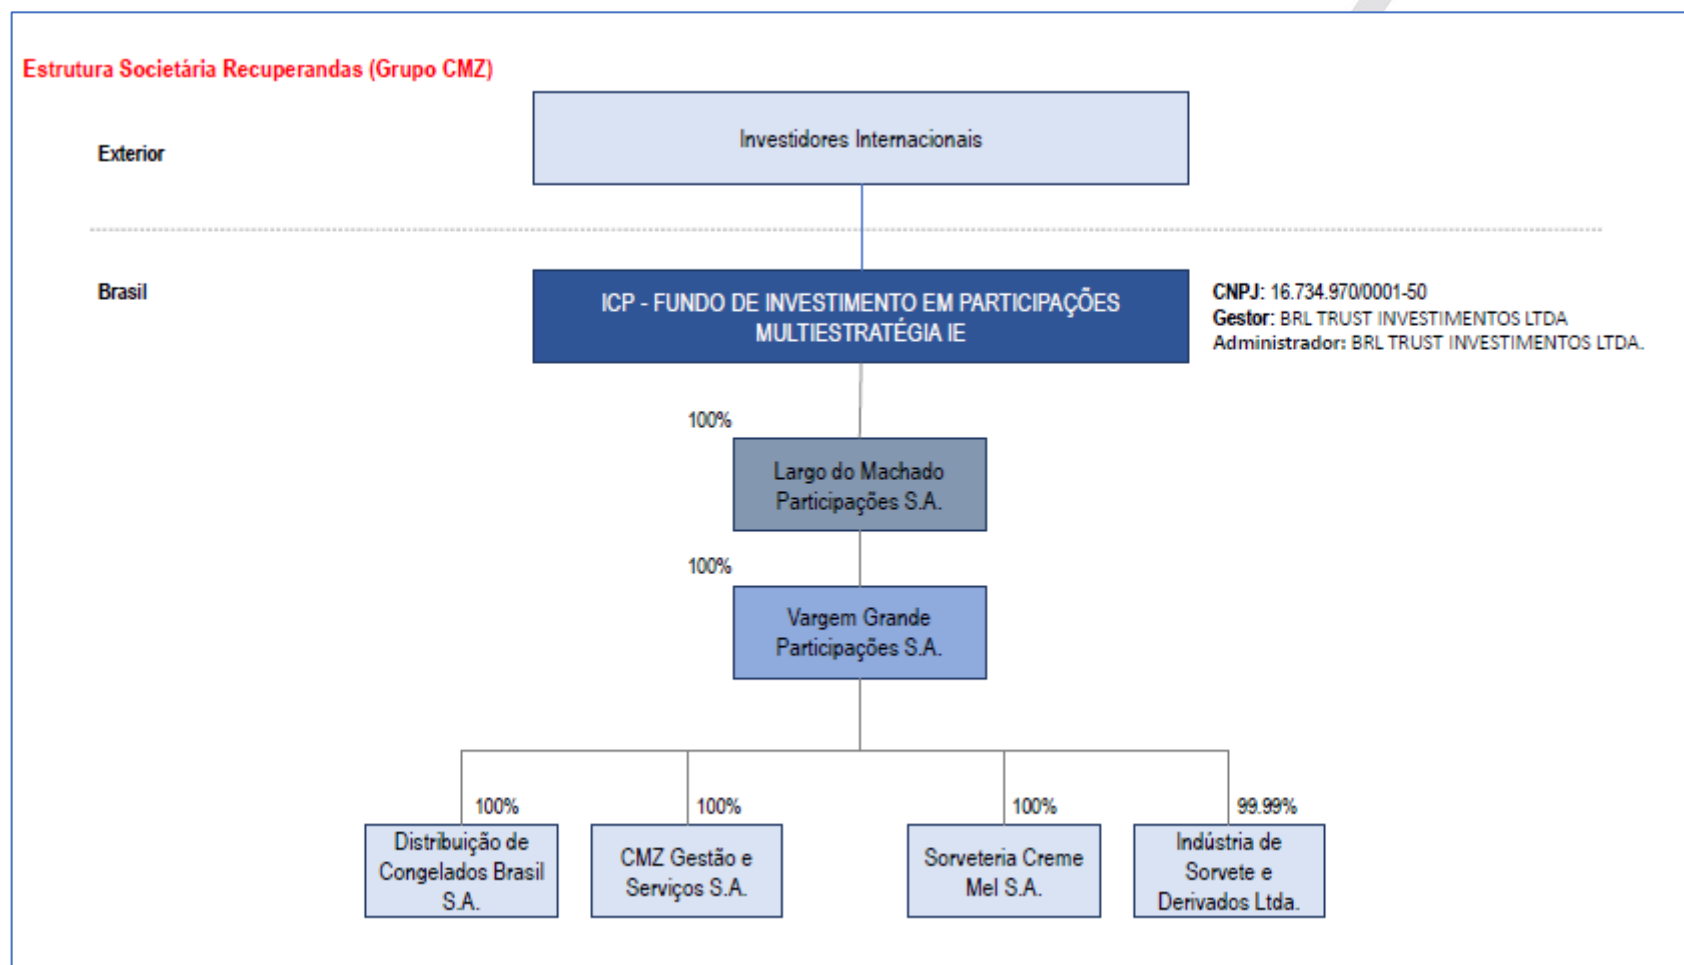 Estrutura Societária Recuperandas (Grupo CMZ)
Investidores Internacionais
Exterior
Brasil
ICP - FUNDO DE INVESTIMENTO EM PARTICIPAÇÕES
MULTIESTRATÉGIA IE
CNPJ: 16.734.970/0001-50
Gestor: BRL TRUST INVESTIMENTOS LTDA
Administrador: BRL TRUST INVESTIMENTOS LTDA.
100%
Largo do Machado
Participações S.A.
100%
Vargem Grande
Participações S.A.
100%
Distribuição de
Congelados Brasil
S.A.
100%
CMZ Gestão e
Serviços S.A.
100%
Sorveteria Creme
Mel S.A.
99.99%
Indústria de
Sorvete e
Derivados Ltda.